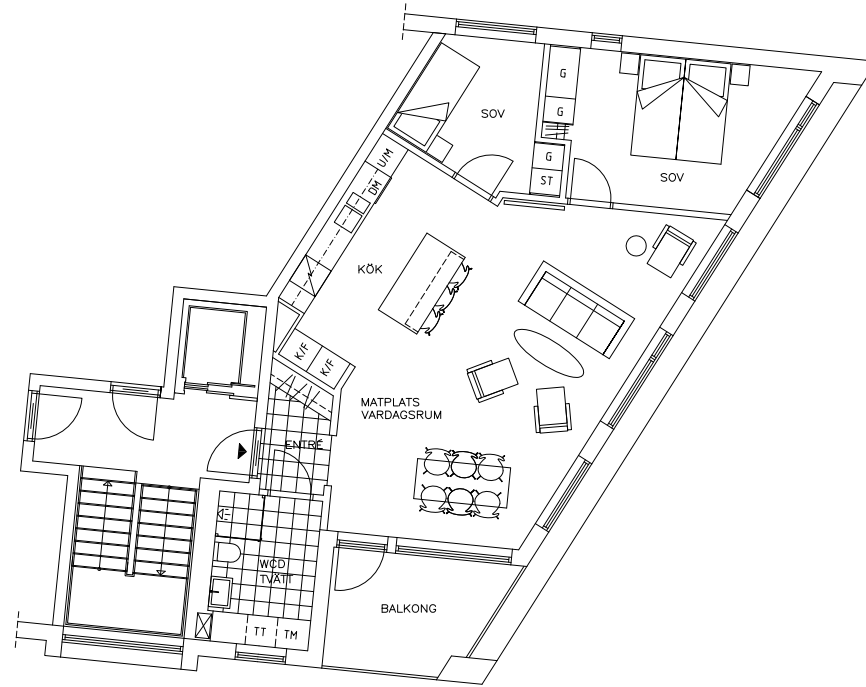 G
G
SOV
U/M
DM
G
ST
SOV
KÖK
K/F
K/F
MATPLATS
VARDAGSRUM
ENTRÉ
WCD
TVÄTT
BALKONG
TT
TM